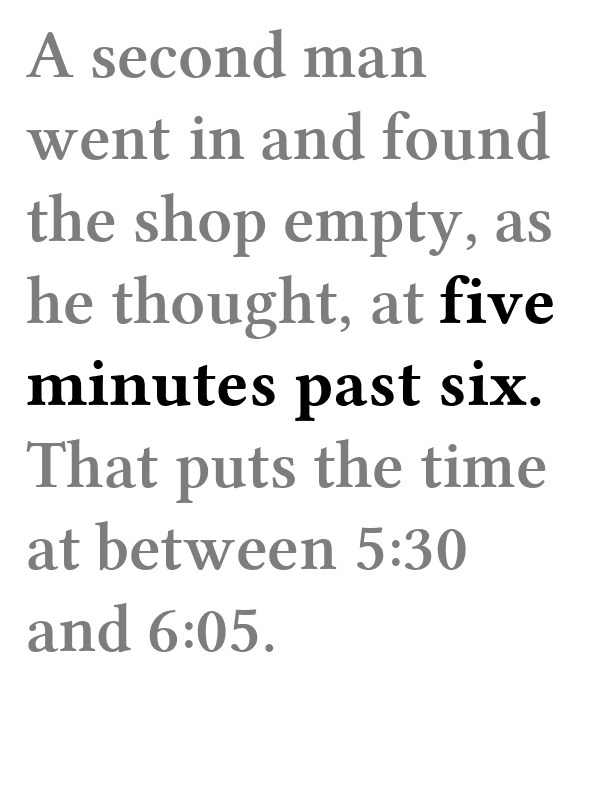 A second man
went in and found
the shop empty, as
he thought, at five
minutes past six.
That puts the time
at between 5:30
and 6:05.